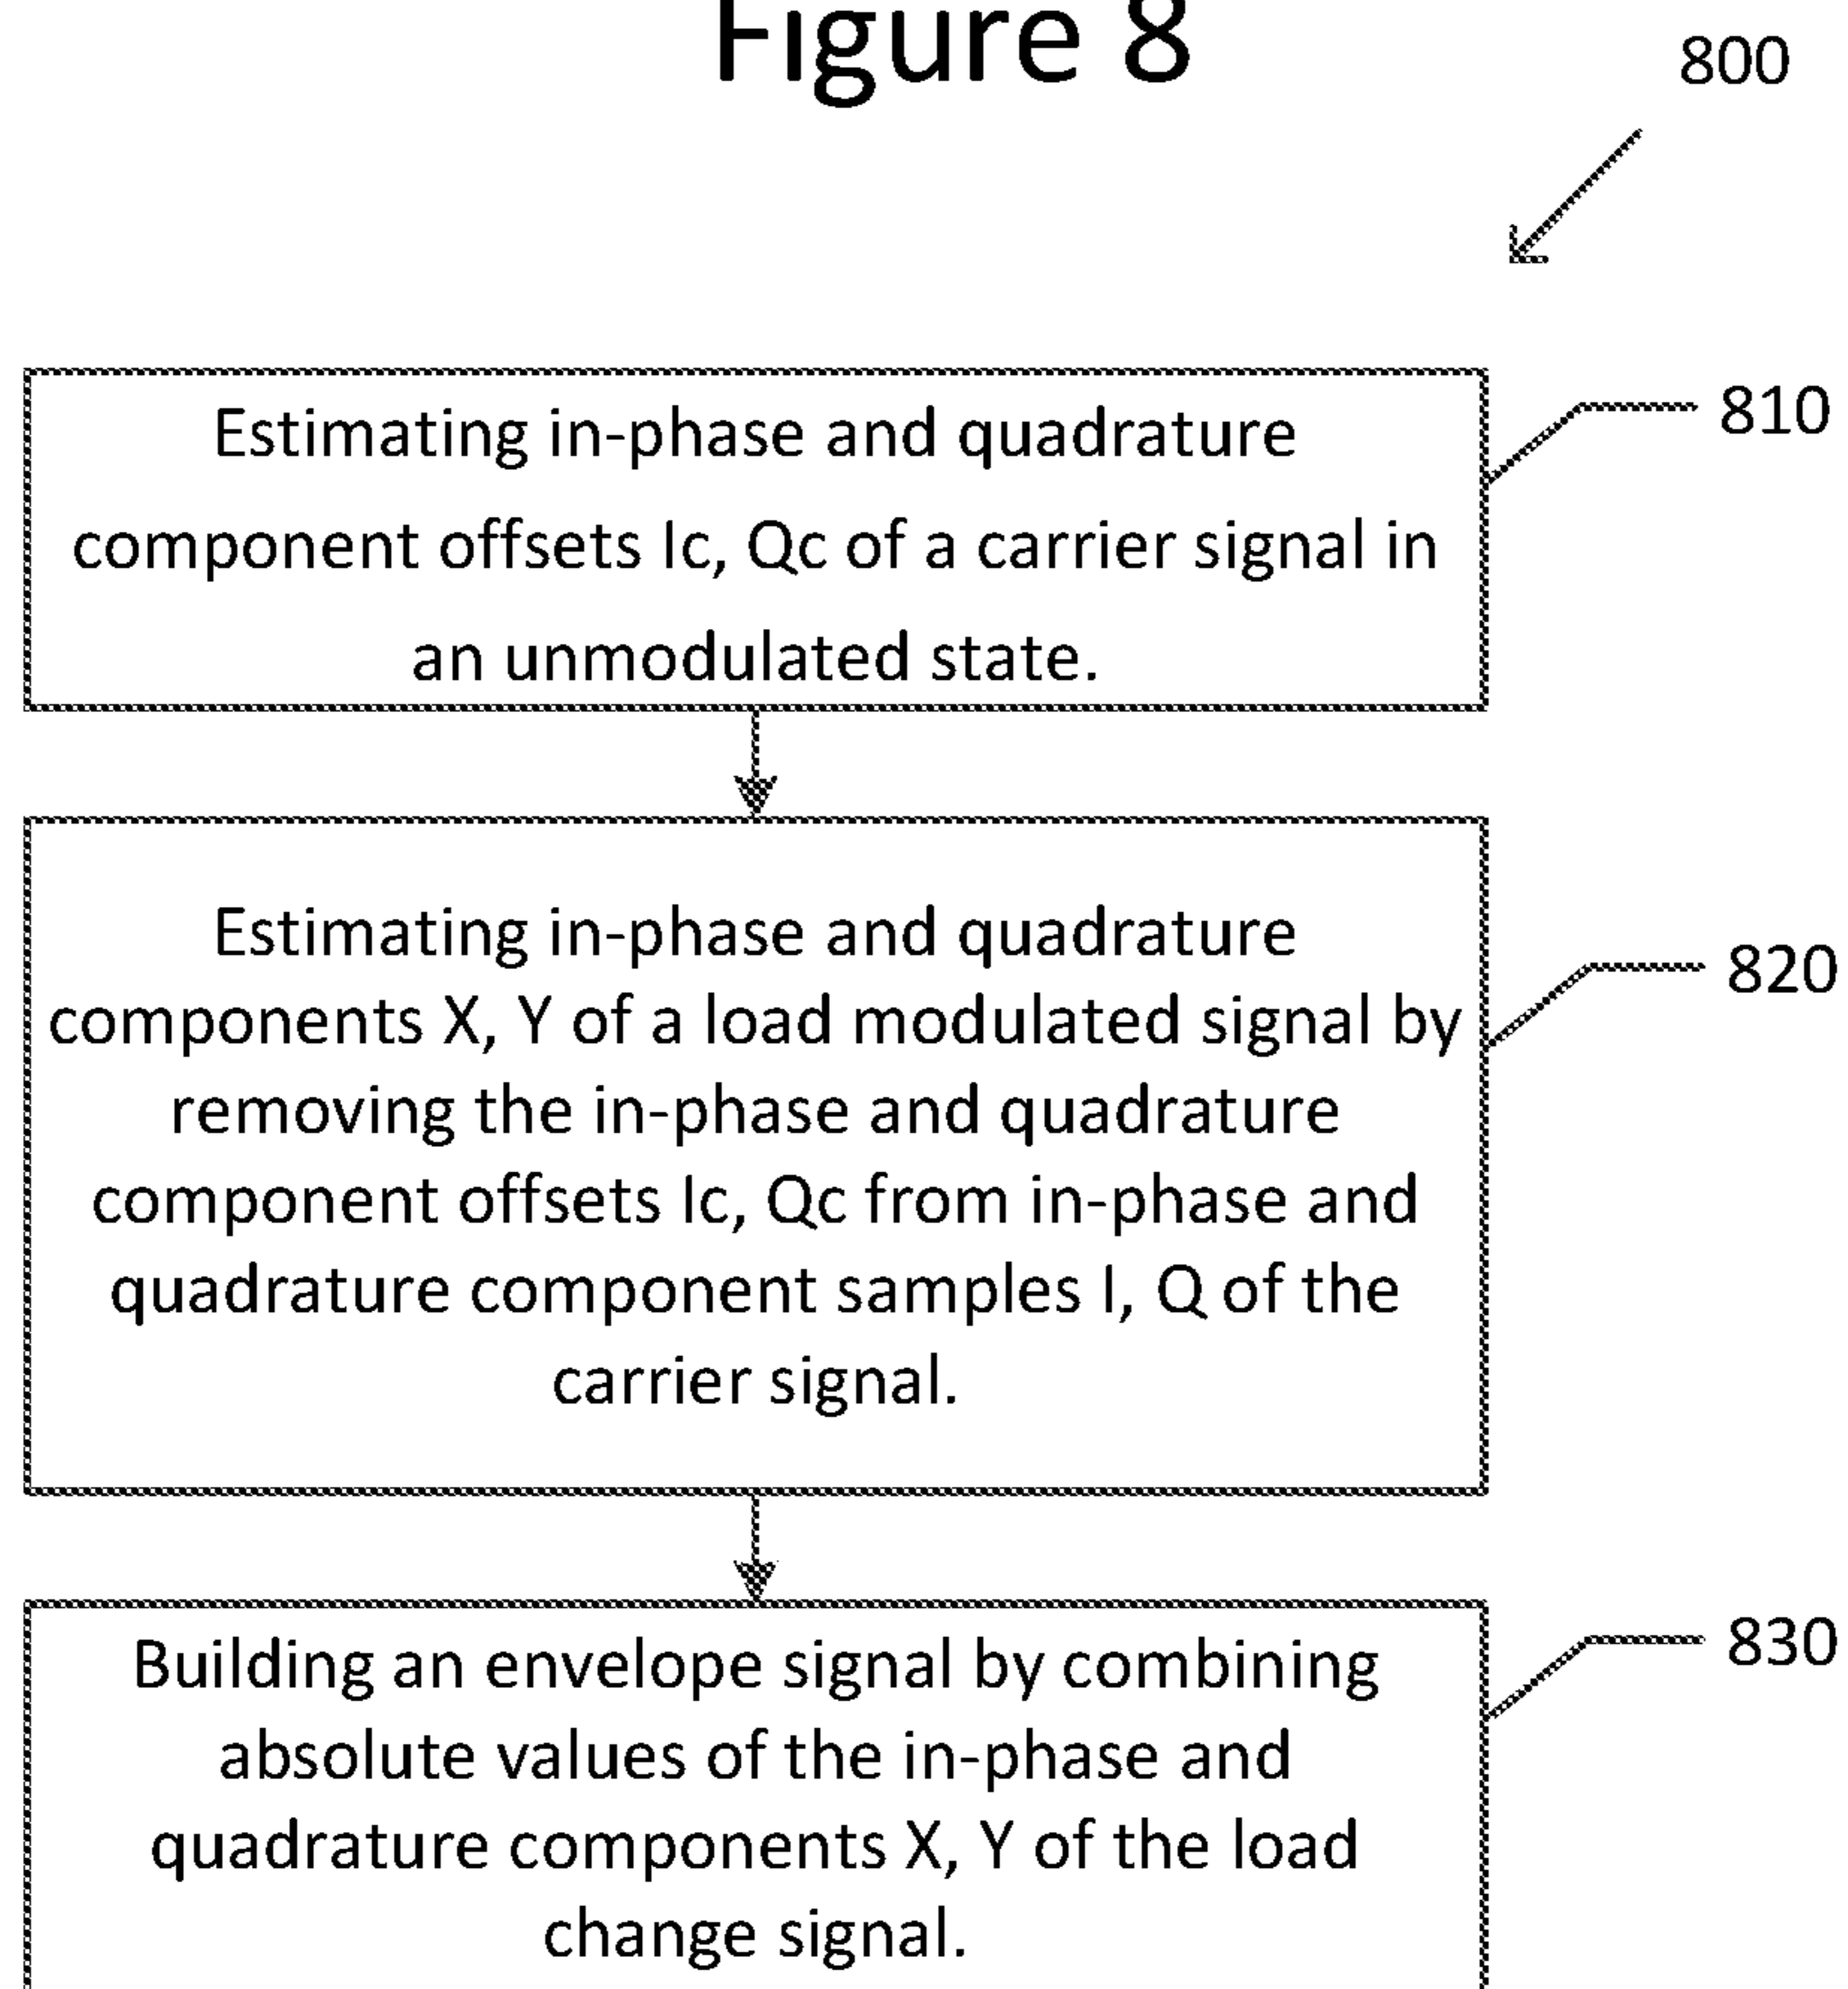 Figure 8
800
Estimating in-phase and quadrature
component offsets Ic, Qc of a carrier signal in
an unmodulated state.
810
Estimating in-phase and quadrature
components X, Y of a load modulated signal by
removing the in-phase and quadrature
component offsets Ic, Qc from in-phase and
quadrature component samples I, Q of the
carrier signal.
820
Building an envelope signal by combining
absolute values of the in-phase and
quadrature components X, Y of the load
change signal.
830